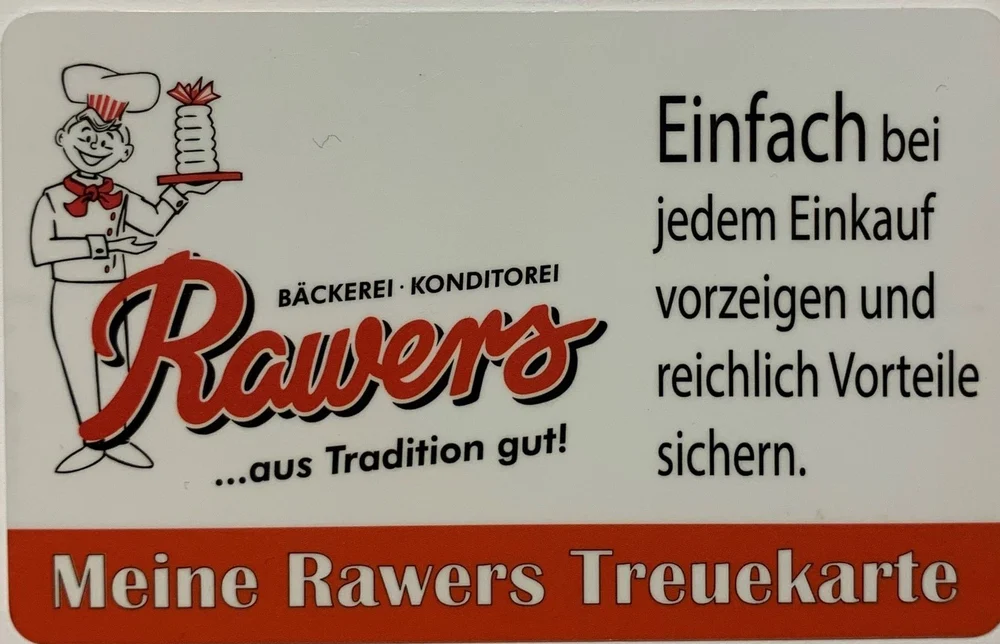 BÄCKEREI · KONDITOREI
Rawers
...aus Tradition gut!
Einfach bei
jedem Einkauf
vorzeigen und
reichlich Vorteile
sichern.
Meine Rawers Treuekarte